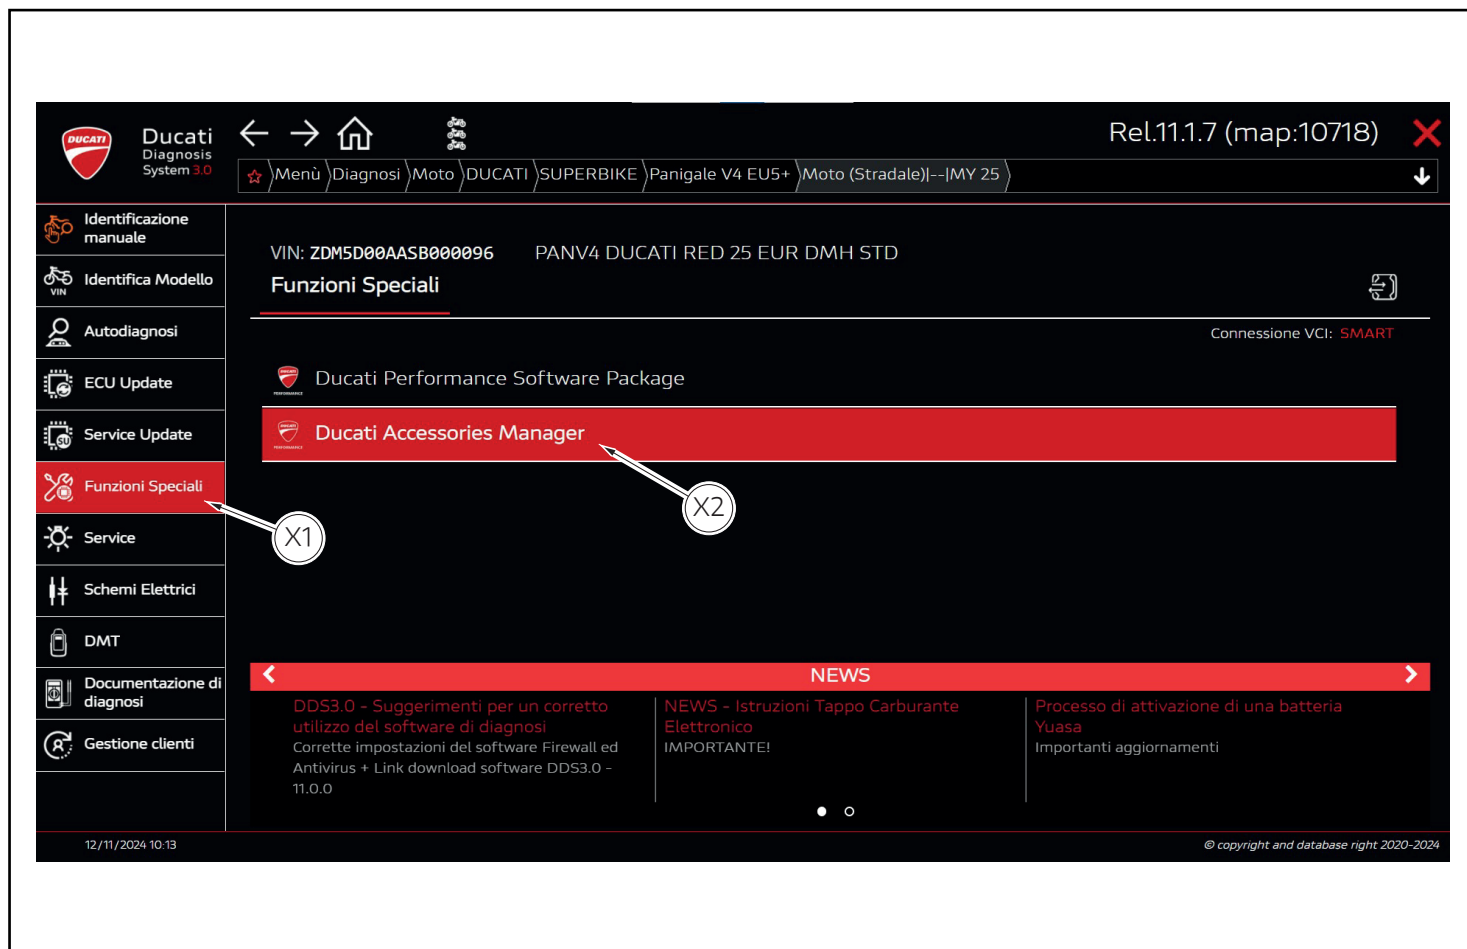 DUCATI
Ducati
Diagnosis
System 3.0
Rel.11.1.7 (map:10718)
Menù
Diagnosi
Moto
DUCATI
SUPERBIKE
Panigale V4 EU5+
Moto (Stradale)|--|MY 25
Identificazione
manuale
VIN
Identifica Modello
Autodiagnosi
ECU Update
SU
Service Update
Funzioni Speciali
Service
Schemi Elettrici
DMT
Documentazione di
diagnosi
Gestione clienti
VIN: ZDM5D00AASB000096 PANV4 DUCATI RED 25 EUR DMH STD
Funzioni Speciali
Connessione VCI: SMART
Ducati Performance Software Package
Ducati Accessories Manager
X2
X1
NEWS
DDS3.0 - Suggerimenti per un corretto
utilizzo del software di diagnosi
Corrette impostazioni del software Firewall ed
Antivirus + Link download software DDS3.0 -
11.0.0
NEWS - Istruzioni Tappo Carburante
Elettronico
IMPORTANTE!
Processo di attivazione di una batteria
Yuasa
Importanti aggiornamenti
12/11/2024 10:13
© copyright and database right 2020-2024